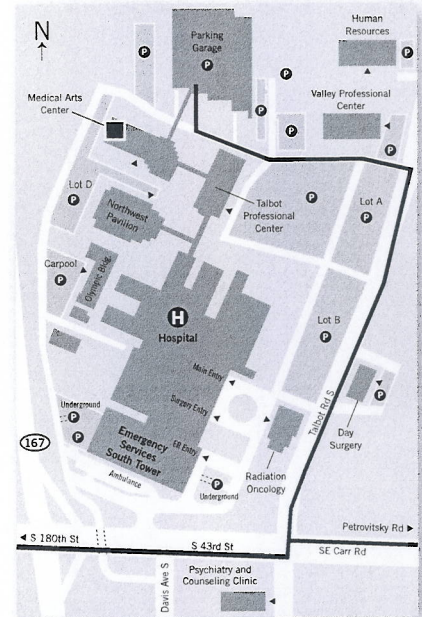 N
Parking
Garage
P
P
Human
Resources
P
P
Medical Arts
Center
Valley Professional
Center
P
P
P
Lot D
P
Northwest
Pavilion
Talbot
Professional
Center
P
Lot A
P
Carpool
P
Olympic Bldg.
H
Hospital
Lot B
P
Main Entry
Surgery Entry
ER Entry
Underground
P
P
167
Emergency
Services
South Tower
Ambulance
P
Underground
Radiation
Oncology
Talbot Rd S
P
Day
Surgery
Petrovitsky Rd
S 180th St
S 43rd St
SE Carr Rd
Davis Ave S
Psychiatry and
Counseling Clinic